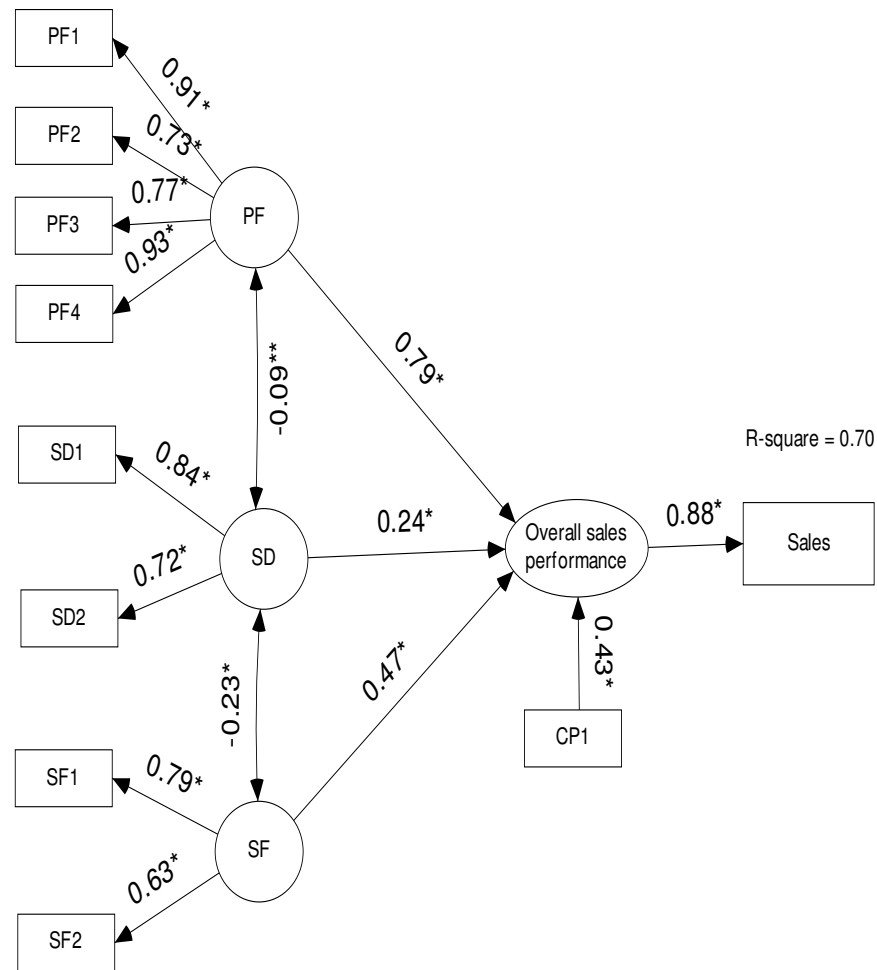 PF1
0.91*
PF2
0.73*
0.77*
PF3
PF
0.93*
PF4
-0.09**
0.79*
R-square = 0.70
SD1
0.84*
0.24*
Overall sales
performance
0.88*
Sales
SD
0.72*
SD2
0.43*
-0.23*
0.47*
CP1
SF1
0.79*
SF
0.63*
SF2